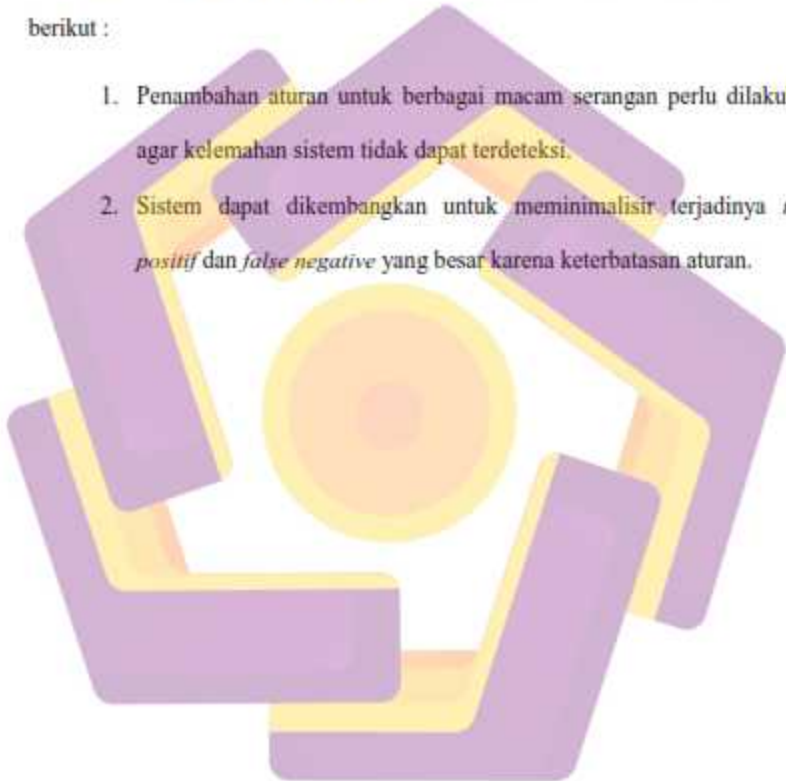 berikut :
1. Penambahan aturan untuk berbagai macam serangan perlu
agar kelemahan sistem tidak dapat terdeteksi.
2. Sistem dapat dikembangkan untuk meminimalisir terjadinya
positif dan false negative yang besar karena keterbatasan aturan.